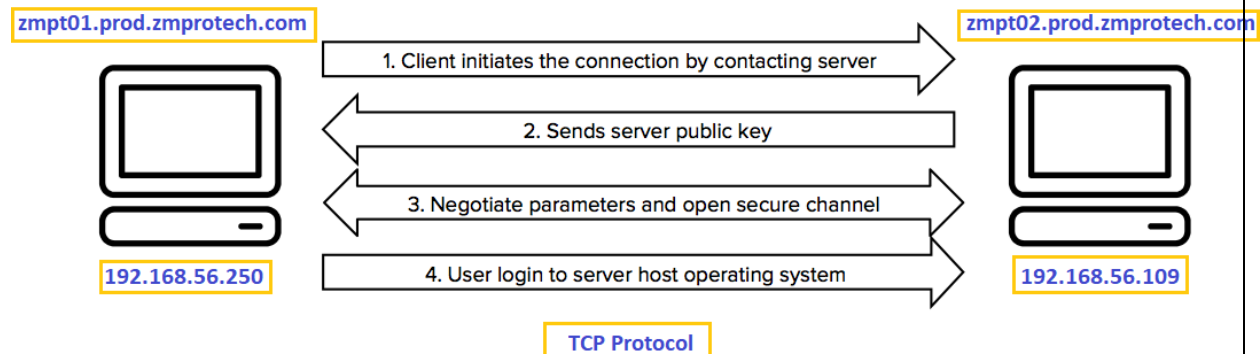 zmpt01.prod.zmprotech.com
zmpt02.prod.zmprotech.com
1. Client initiates the connection by contacting server
2. Sends server public key
3. Negotiate parameters and open secure channel
4. User login to server host operating system
192.168.56.250
192.168.56.109
TCP Protocol